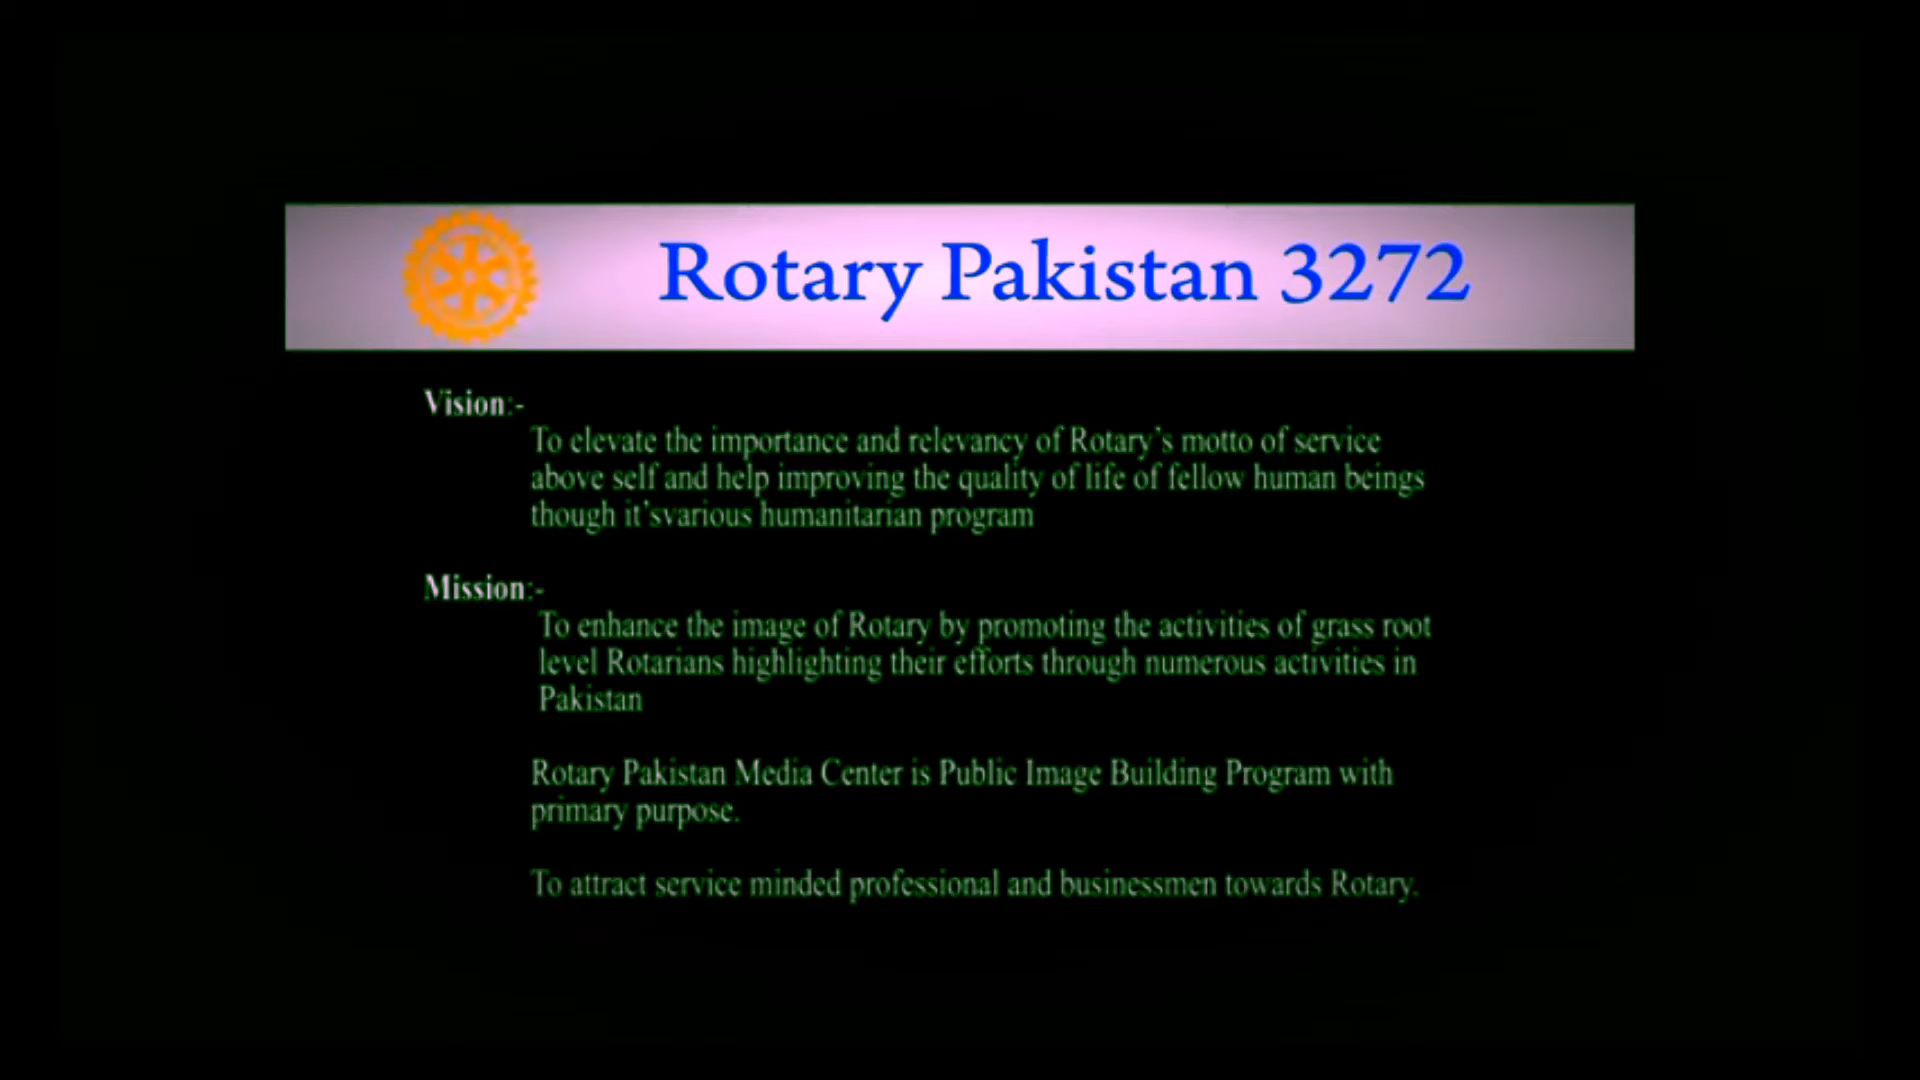 Rotary Pakistan 3272
Vision:-
To elevate the importance and relevancy of Rotary's motto of service
above self and help improving the quality of life of fellow human beings
though it'svarious humanitarian program
Mission:-
To enhance the image of Rotary by promoting the activities of grass root
level Rotarians highlighting their efforts through numerous activities in
Pakistan
Rotary Pakistan Media Center is Public Image Building Program with
primary purpose.
To attract service minded professional and businessmen towards Rotary.